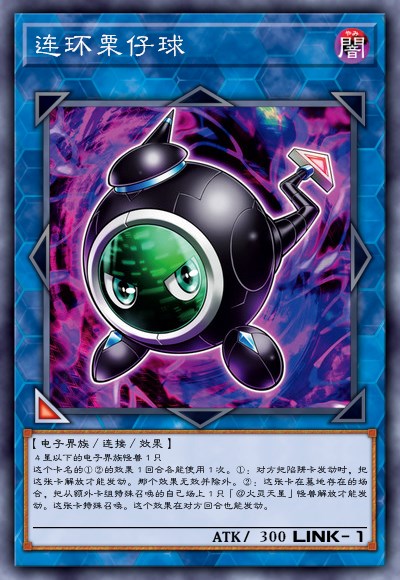 连环栗仔球
やみ
闇
【电子界族/连接/效果】
4星以下的电子界族怪兽1只
这个卡名的①②的效果1回合各能使用1次。①:对方把陷阱卡发动时,把
这张卡解放才能发动。那个效果无效并除外。②:这张卡在墓地存在的场
合,把从额外卡组特殊召唤的自己场上1只「@火灵天星」怪兽解放才能发
动。这张卡特殊召唤。这个效果在对方回合也能发动。
ATK/ 300 LINK-1